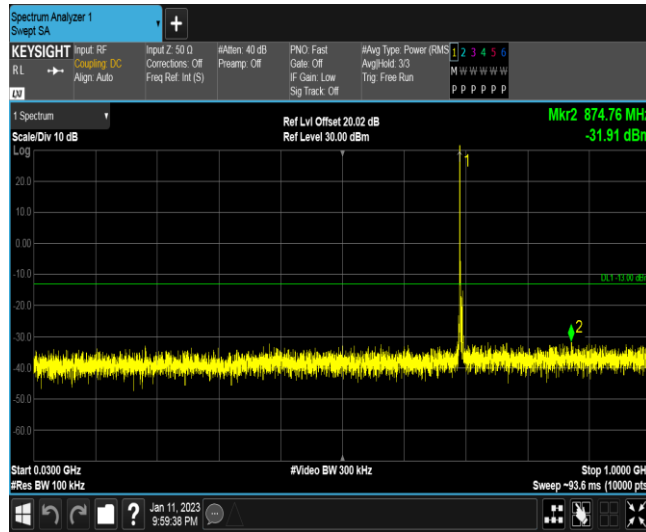 Spectrum Analyzer 1
Swept SA
+
KEYSIGHT Input: RF Input Z: 50 Ω #Atten: 40 dB PNO: Fast #Avg Type: Power (RMS 1 2 3 4 5 6
RL Coupling: DC Corrections: Off Preamp: Off Gate: Off Avg|Hold: 3/3 M W W W W W
Align: Auto Freq Ref: Int (S) IF Gain: Low Trig: Free Run
Sig Track: Off P P P P P P
LXI
1 Spectrum
Ref Lvl Offset 20.02 dB Mkr2 874.76 MHz
Scale/Div 10 dB Ref Level 30.00 dBm -31.91 dBm
Log
1
20.0
10.0
0.00
-10.0
DL1 -13.00 dBm
-20.0
-30.0
2
-40.0
-50.0
-60.0
Start 0.0300 GHz #Video BW 300 kHz Stop 1.0000 GHz
#Res BW 100 kHz Sweep ~93.6 ms (10000 pts
?
Jan 11, 2023
9:59:38 PM